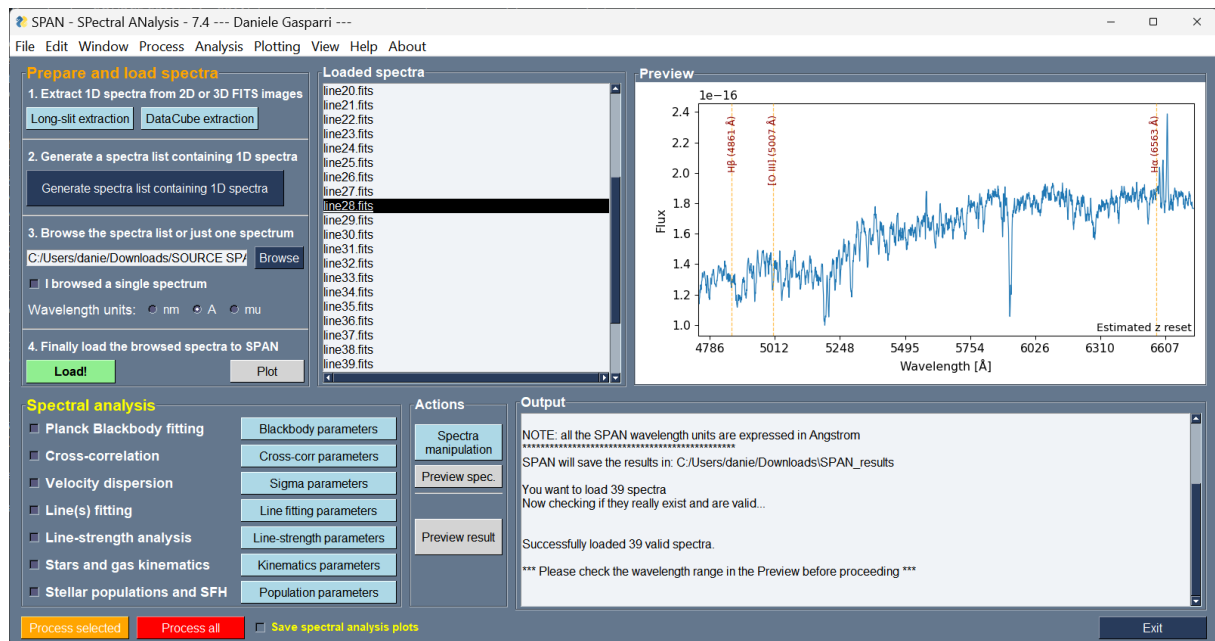 SPAN - SPectral ANalysis - 7.4 --- Daniele Gasparri ---
File Edit Window Process Analysis Plotting View Help About
Prepare and load spectra
1. Extract 1D spectra from 2D or 3D FITS images
Long-slit extraction DataCube extraction
2. Generate a spectra list containing 1D spectra
Generate spectra list containing 1D spectra
3. Browse the spectra list or just one spectrum
C:/Users/danie/Downloads/SOURCE SPA Browse
I browsed a single spectrum
Wavelength units: nm A mu
4. Finally load the browsed spectra to SPAN
Load! Plot
Loaded spectra
line20.fits
line21.fits
line22.fits
line23.fits
line24.fits
line25.fits
line26.fits
line27.fits
line28.fits
line29.fits
line30.fits
line31.fits
line32.fits
line33.fits
line34.fits
line35.fits
line36.fits
line37.fits
line38.fits
line39.fits
Preview
1e−16
2.4
2.2
2.0
1.8
1.6
1.4
1.2
1.0
Flux
Hβ (4861 Å)
[O III] (5007 Å)
Hα (6563 Å)
Estimated z reset
4786 5012 5248 5495 5754 6026 6310 6607
Wavelength [Å]
Spectral analysis
Planck Blackbody fitting Blackbody parameters
Cross-correlation Cross-corr parameters
Velocity dispersion Sigma parameters
Line(s) fitting Line fitting parameters
Line-strength analysis Line-strength parameters
Stars and gas kinematics Kinematics parameters
Stellar populations and SFH Population parameters
Actions
Spectra
manipulation
Preview spec.
Preview result
Output
NOTE: all the SPAN wavelength units are expressed in Angstrom
***********************************************
SPAN will save the results in: C:/Users/danie/Downloads\SPAN_results
You want to load 39 spectra
Now checking if they really exist and are valid...
Successfully loaded 39 valid spectra.
*** Please check the wavelength range in the Preview before proceeding ***
Process selected Process all Save spectral analysis plots Exit